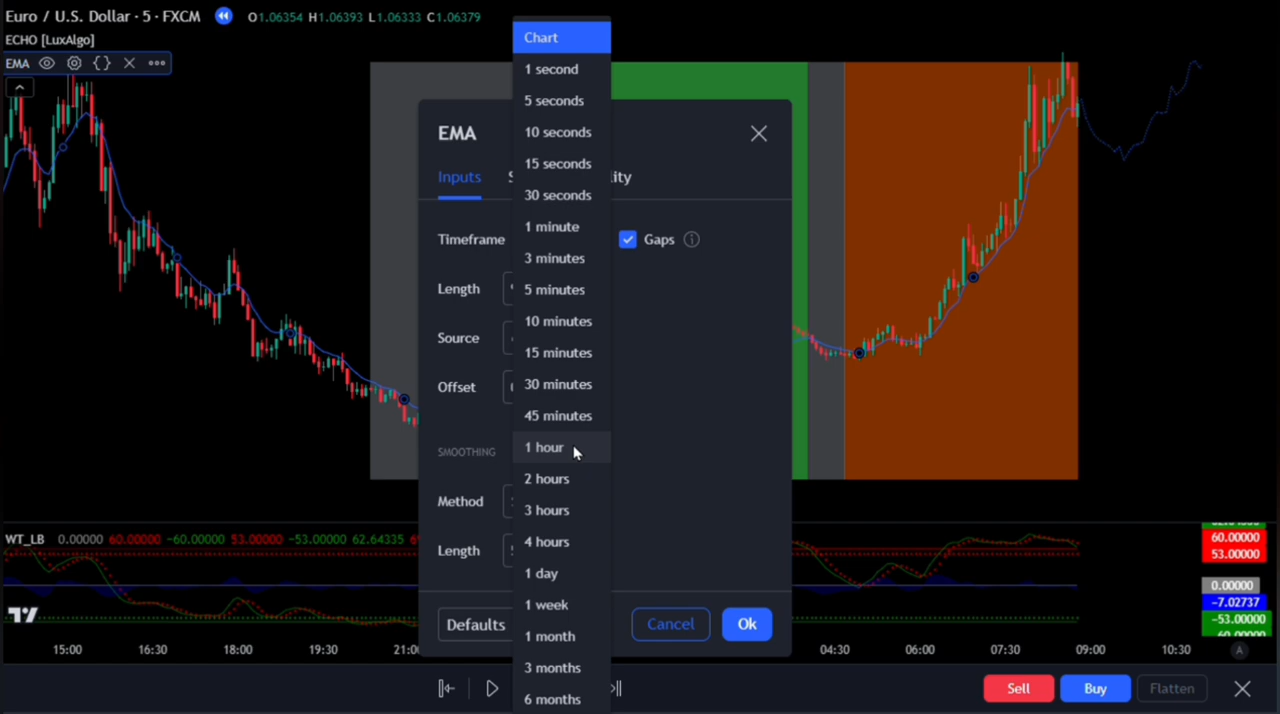 Euro / U.S. Dollar · 5 · FXCM O1.06354 H1.06393 L1.06333 C1.06379
ECHO [LuxAlgo]
EMA
EMA
Inputs
Timeframe
Gaps
Length
Source
Offset
SMOOTHING
Method
Length
Defaults
Cancel
Ok
Chart
1 second
5 seconds
10 seconds
15 seconds
30 seconds
1 minute
3 minutes
5 minutes
10 minutes
15 minutes
30 minutes
45 minutes
1 hour
2 hours
3 hours
4 hours
1 day
1 week
1 month
3 months
6 months
WT_LB 0.00000 60.00000 −60.00000 53.00000 −53.00000 62.64335
60.00000
53.00000
0.00000
−7.02737
−53.00000
15:00 16:30 18:00 19:30 21:00 04:30 06:00 07:30 09:00 10:30 A
Sell Buy Flatten